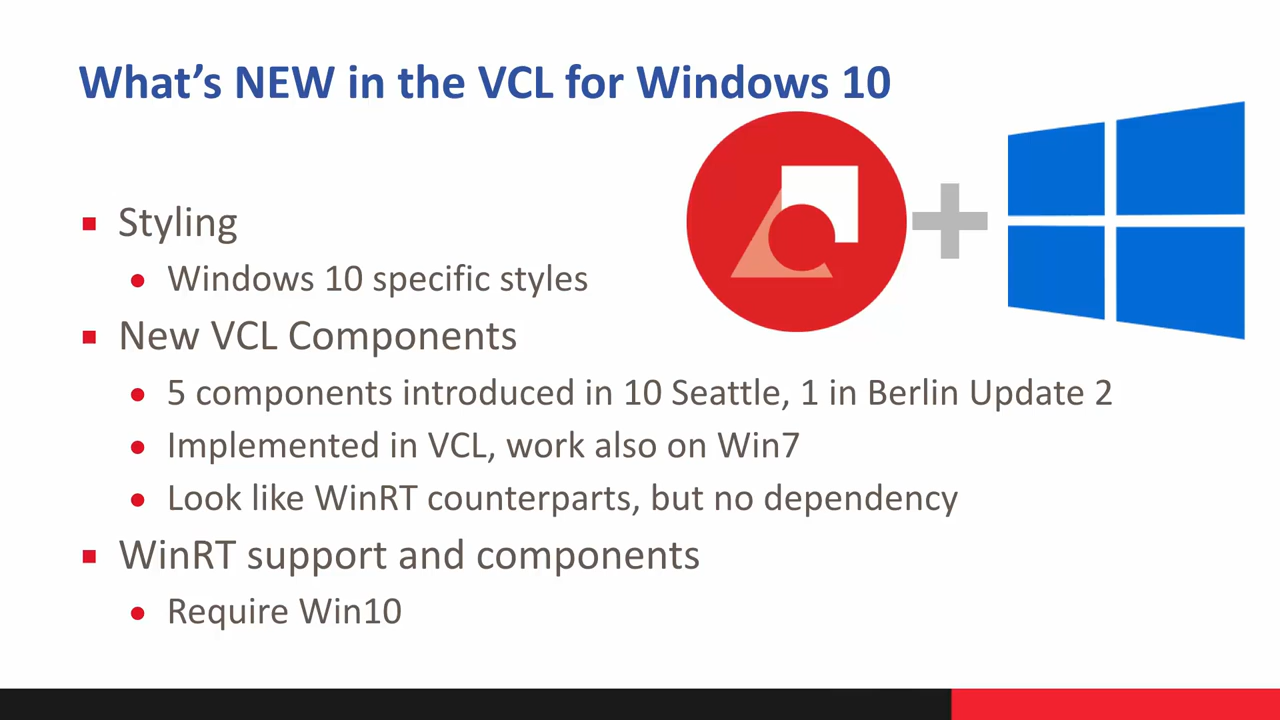 What’s NEW in the VCL for Windows 10
Styling
Windows 10 specific styles
New VCL Components
5 components introduced in 10 Seattle, 1 in Berlin Update 2
Implemented in VCL, work also on Win7
Look like WinRT counterparts, but no dependency
WinRT support and components
Require Win10